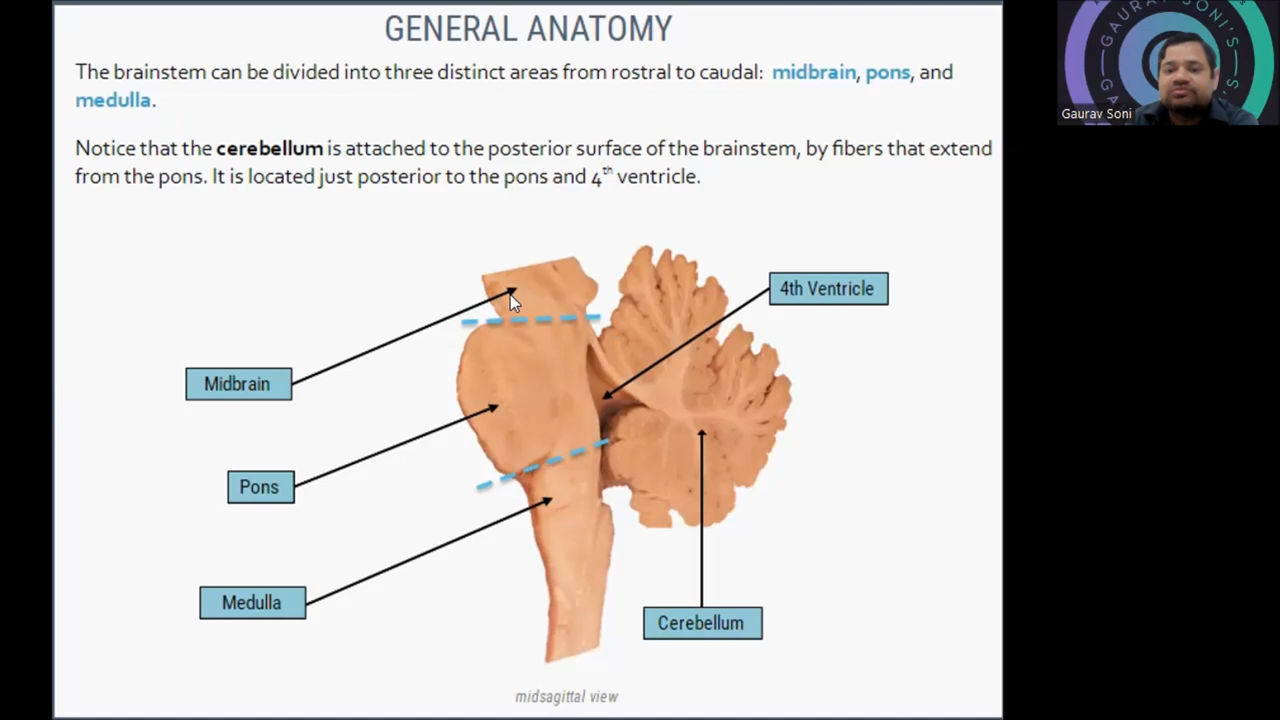 GENERAL ANATOMY
The brainstem can be divided into three distinct areas from rostral to caudal: midbrain, pons, and
medulla.
Notice that the cerebellum is attached to the posterior surface of the brainstem, by fibers that extend
from the pons. It is located just posterior to the pons and 4th ventricle.
4th Ventricle
Midbrain
Pons
Medulla
Cerebellum
midsagittal view
GAURAV SONI'S
Gaurav Soni